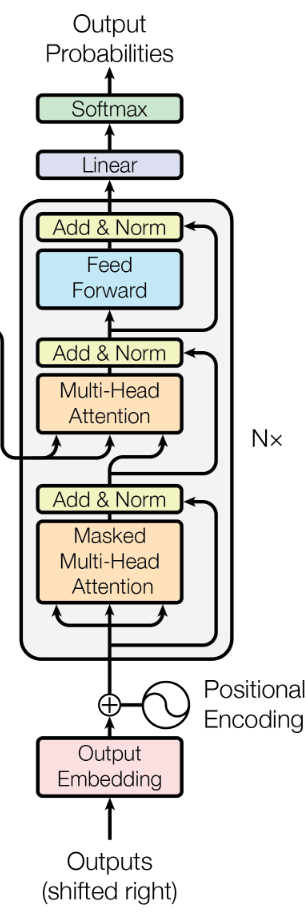 Output
Probabilities
Softmax
Linear
Add & Norm
Feed
Forward
Add & Norm
Multi-Head
Attention
N×
Add & Norm
Masked
Multi-Head
Attention
Positional
Encoding
Output
Embedding
Outputs
(shifted right)